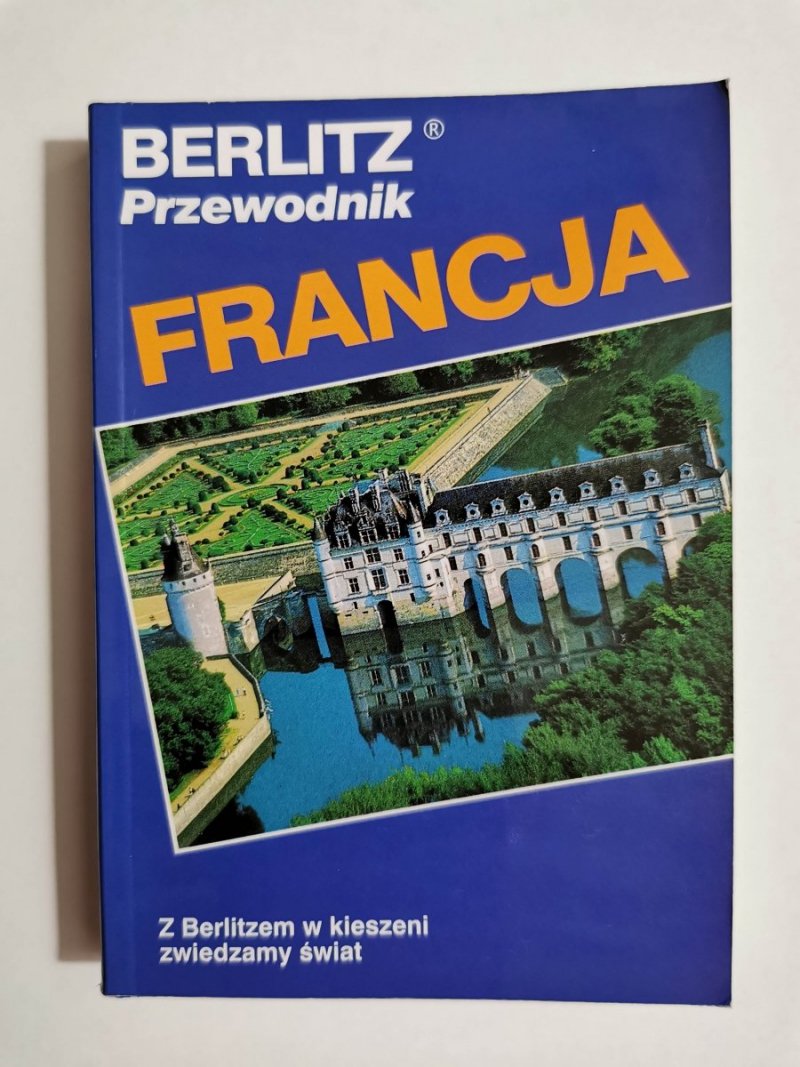 BERLITZ®
Przewodnik
FRANCJA
Z Berlitzem w kieszeni
zwiedzamy świat